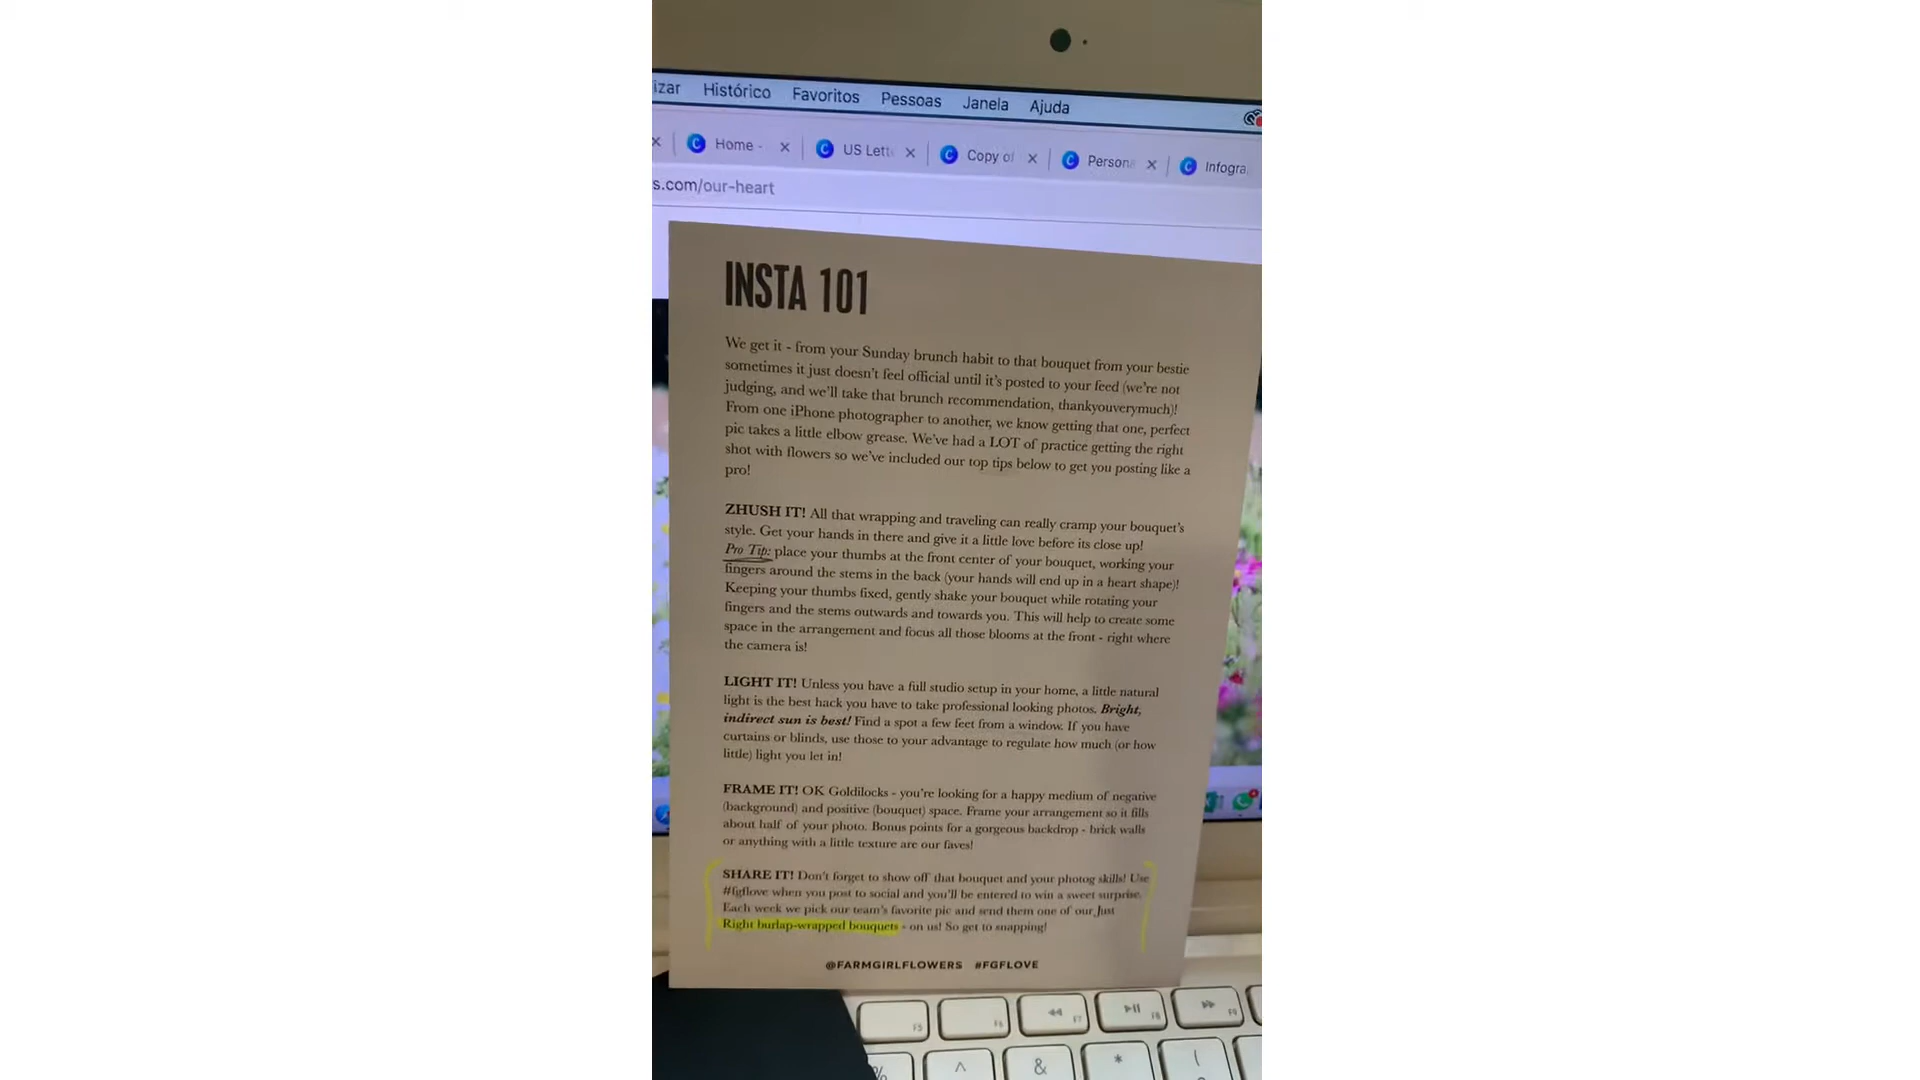 izar Histórico Favoritos Pessoas Janela Ajuda
Home - US Lett Copy of Person Infogra
s.com/our-heart
INSTA 101
We get it - from your Sunday brunch habit to that bouquet from your bestie
sometimes it just doesn't feel official until it's posted to your feed (we're not
judging, and we'll take that brunch recommendation, thankyouverymuch)!
From one iPhone photographer to another, we know getting that one, perfect
pic takes a little elbow grease. We've had a LOT of practice getting the right
shot with flowers so we've included our top tips below to get you posting like a
pro!
ZHUSH IT! All that wrapping and traveling can really cramp your bouquet's
style. Get your hands in there and give it a little love before its close up!
Pro Tip: place your thumbs at the front center of your bouquet, working your
fingers around the stems in the back (your hands will end up in a heart shape)!
Keeping your thumbs fixed, gently shake your bouquet while rotating your
fingers and the stems outwards and towards you. This will help to create some
space in the arrangement and focus all those blooms at the front - right where
the camera is!
LIGHT IT! Unless you have a full studio setup in your home, a little natural
light is the best hack you have to take professional looking photos. Bright,
indirect sun is best! Find a spot a few feet from a window. If you have
curtains or blinds, use those to your advantage to regulate how much (or how
little) light you let in!
FRAME IT! OK Goldilocks - you're looking for a happy medium of negative
(background) and positive (bouquet) space. Frame your arrangement so it fills
about half of your photo. Bonus points for a gorgeous backdrop - brick walls
or anything with a little texture are our faves!
SHARE IT! Don't forget to show off that bouquet and your photog skills! Use
#fgflove when you post to social and you'll be entered to win a sweet surprise.
Each week we pick our team's favorite pic and send them one of our Just
Right burlap-wrapped bouquets - on us! So get to snapping!
@FARMGIRLFLOWERS #FGFLOVE
F5 F6 F7 F8 F9
% ^ & * (